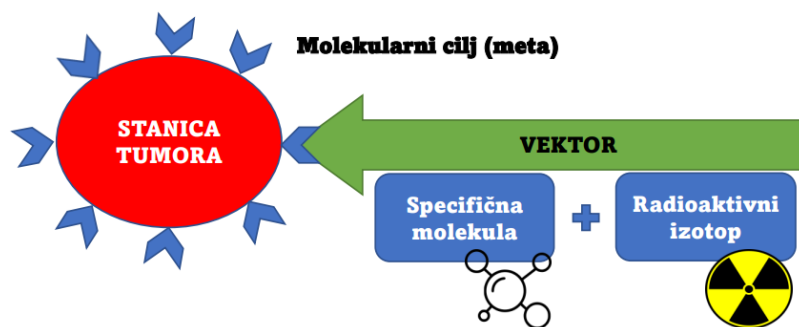 Molekularni cilj (meta)
STANICA
TUMORA
VEKTOR
Specifična
molekula
Radioaktivni
izotop